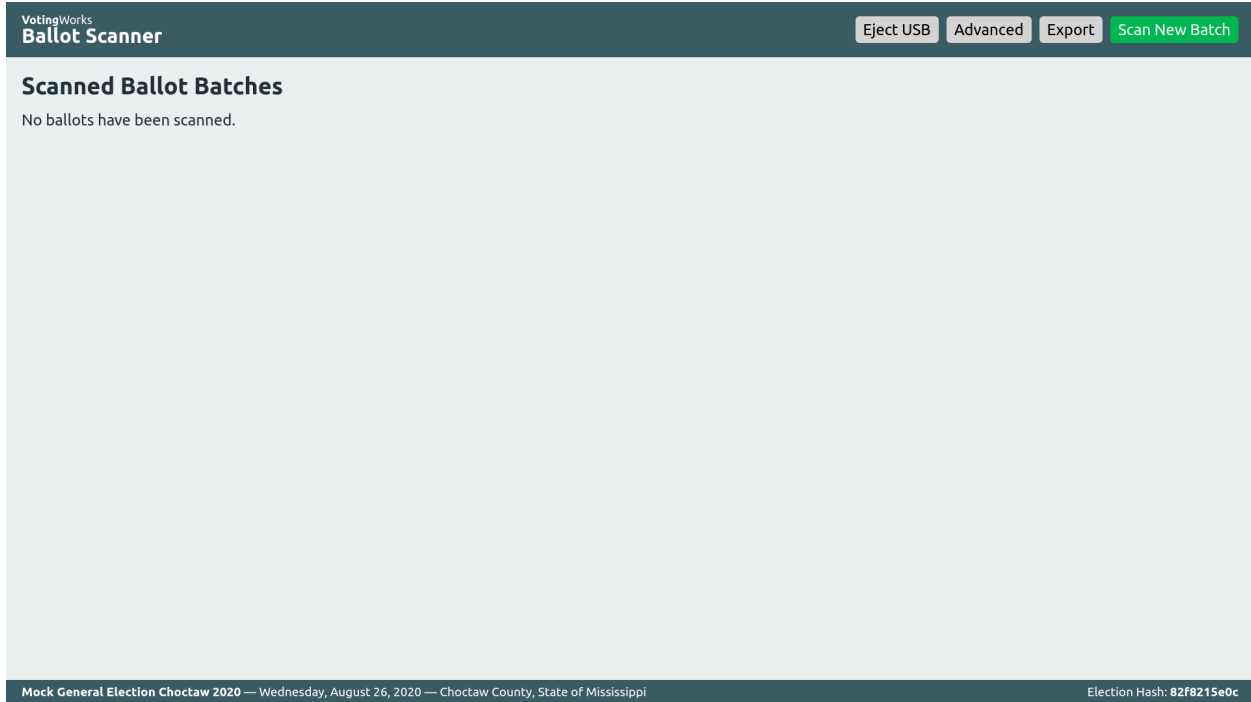 VotingWorks
Ballot Scanner
Eject USB
Advanced
Export
Scan New Batch
Scanned Ballot Batches
No ballots have been scanned.
Mock General Election Choctaw 2020 — Wednesday, August 26, 2020 — Choctaw County, State of Mississippi
Election Hash: 82f8215e0c